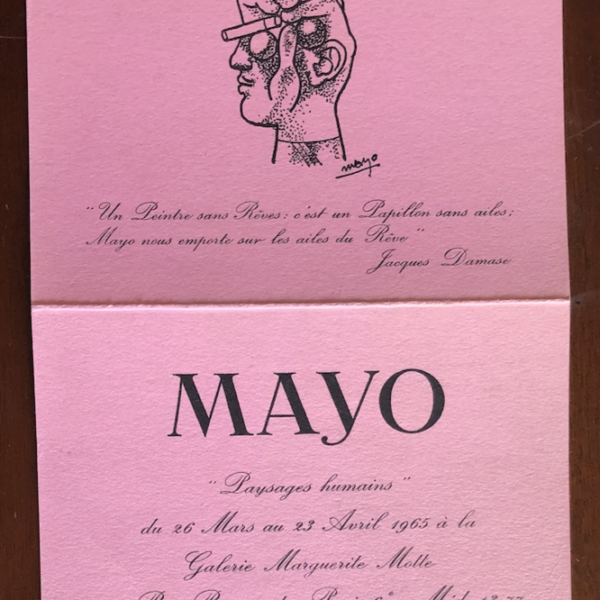 mayo
"Un Peintre sans Rêves: c'est un Papillon sans ailes;
Mayo nous emporte sur les ailes du Rêve"
Jacques Damase
MAYO
"Paysages humains"
du 26 Mars au 23 Avril 1965 à la
Galerie Marguerite Motte